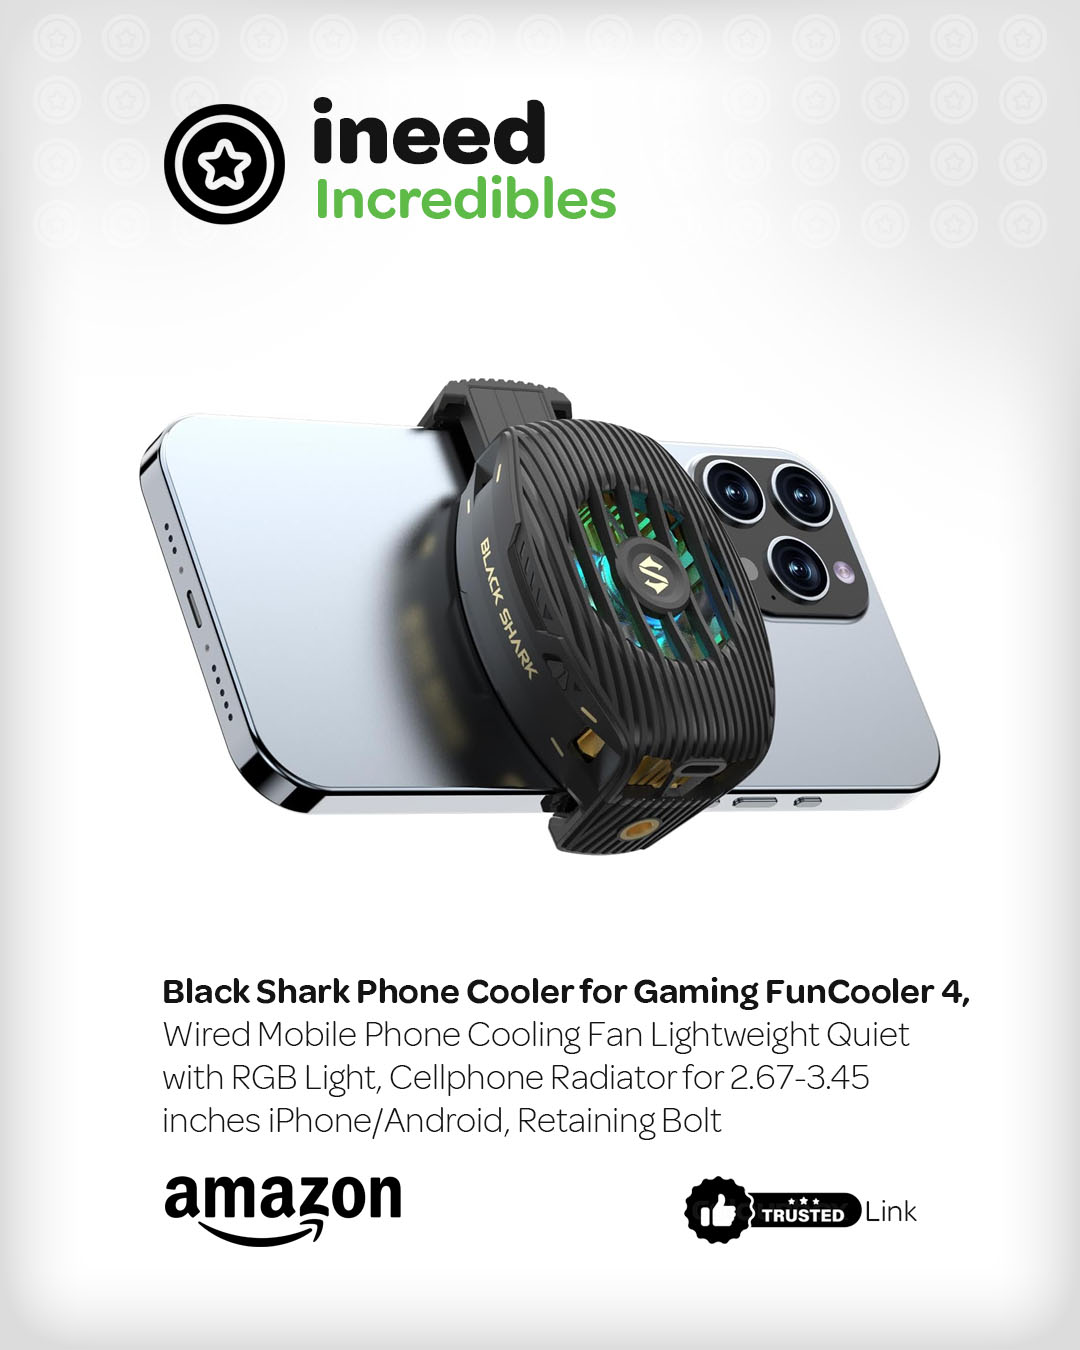 ineed
Incredibles
BLACK SHARK
Black Shark Phone Cooler for Gaming FunCooler 4,
Wired Mobile Phone Cooling Fan Lightweight Quiet
with RGB Light, Cellphone Radiator for 2.67-3.45
inches iPhone/Android, Retaining Bolt
amazon
TRUSTED Link